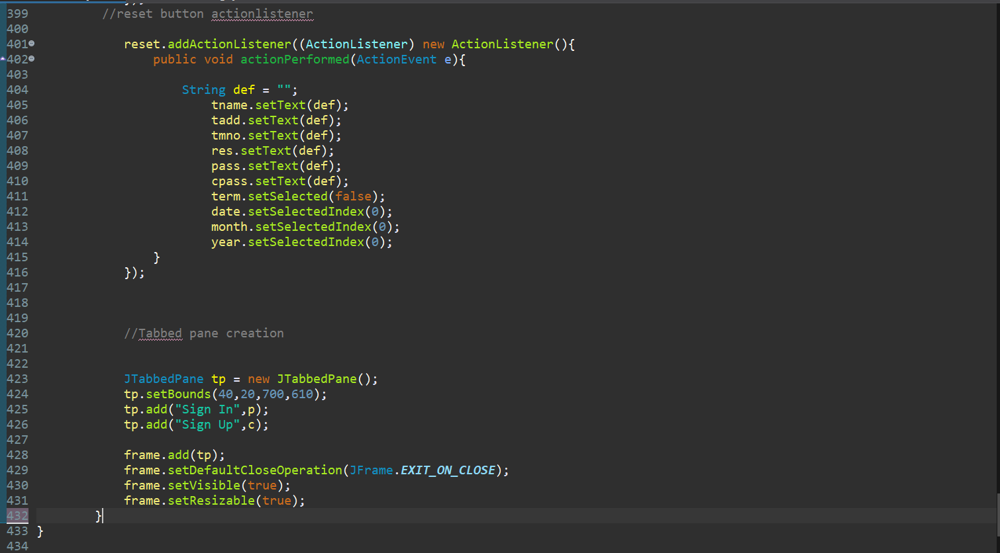 399 //reset button actionlistener
400
401 reset.addActionListener((ActionListener) new ActionListener(){
402 public void actionPerformed(ActionEvent e){
403
404 String def = "";
405 tname.setText(def);
406 tadd.setText(def);
407 tmno.setText(def);
408 res.setText(def);
409 pass.setText(def);
410 cpass.setText(def);
411 term.setSelected(false);
412 date.setSelectedIndex(0);
413 month.setSelectedIndex(0);
414 year.setSelectedIndex(0);
415 }
416 });
417
418
419
420 //Tabbed pane creation
421
422
423 JTabbedPane tp = new JTabbedPane();
424 tp.setBounds(40,20,700,610);
425 tp.add("Sign In",p);
426 tp.add("Sign Up",c);
427
428 frame.add(tp);
429 frame.setDefaultCloseOperation(JFrame.EXIT_ON_CLOSE);
430 frame.setVisible(true);
431 frame.setResizable(true);
432 }
433 }
434